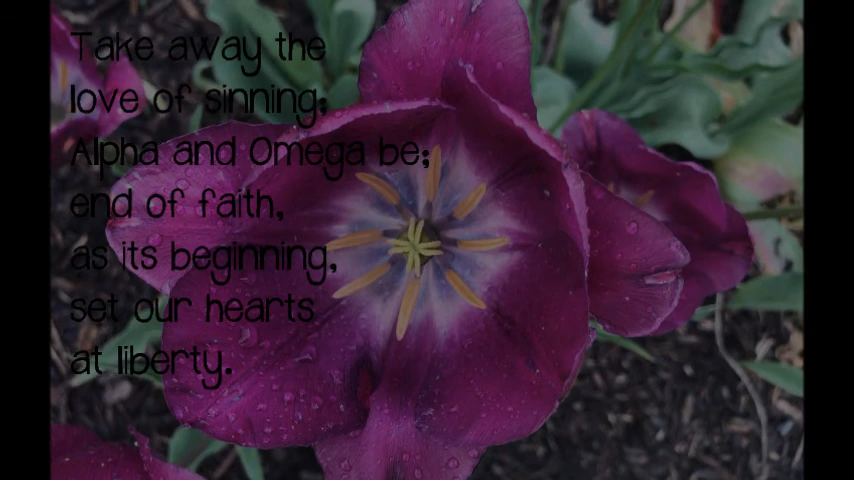 Take away the
love of sinning;
Alpha and Omega be;
end of faith,
as its beginning,
set our hearts
at liberty.